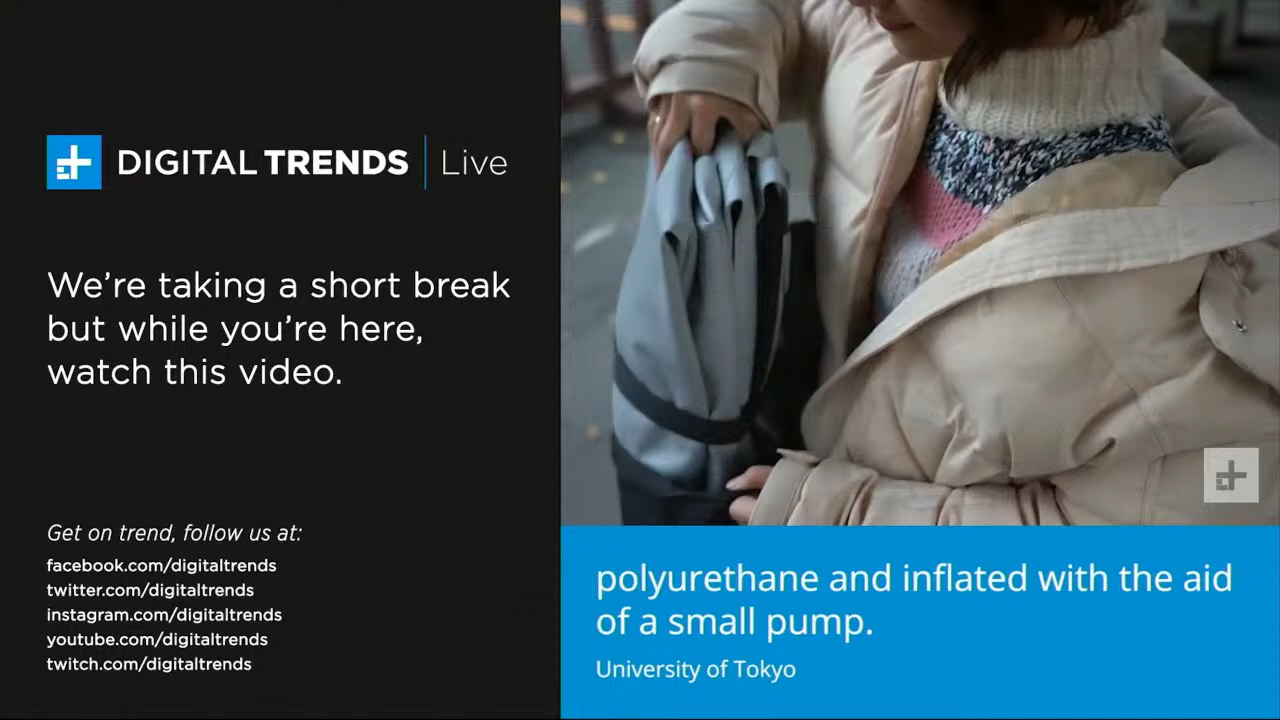 DIGITAL TRENDS | Live
We're taking a short break
but while you're here,
watch this video.
Get on trend, follow us at:
facebook.com/digitaltrends
twitter.com/digitaltrends
instagram.com/digitaltrends
youtube.com/digitaltrends
twitch.com/digitaltrends
polyurethane and inflated with the aid
of a small pump.
University of Tokyo